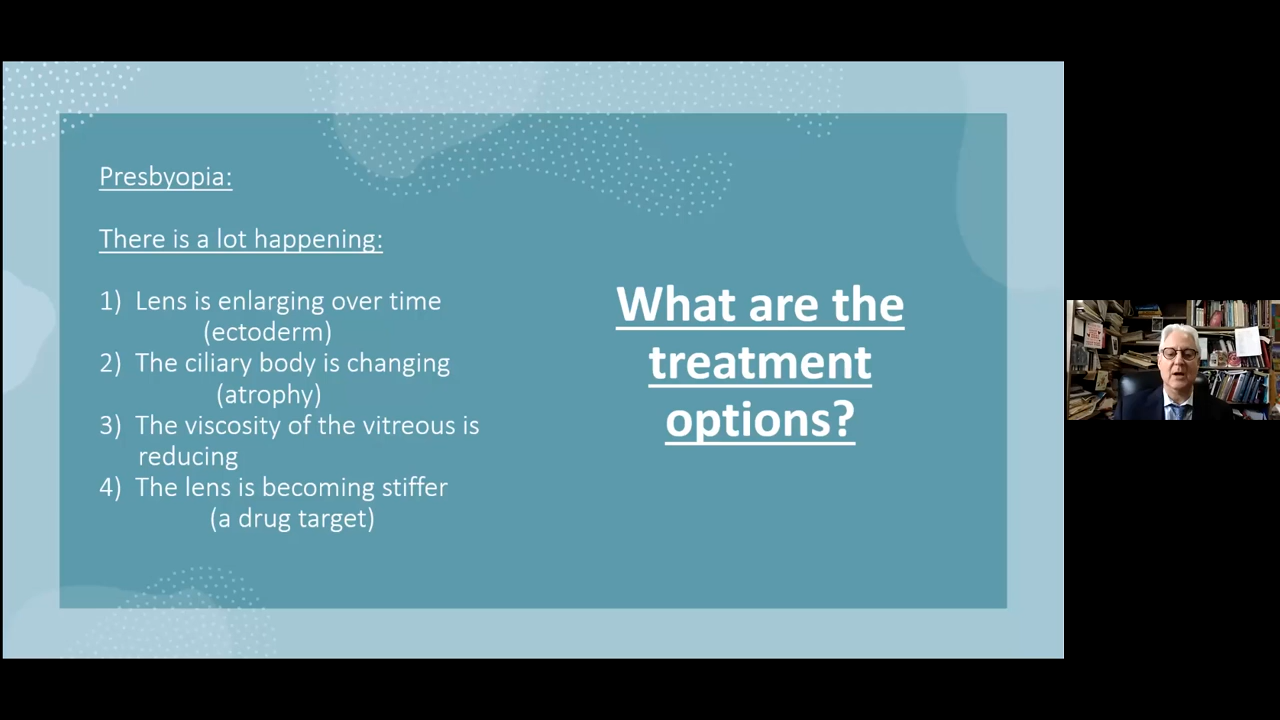 Presbyopia:
There is a lot happening:
1) Lens is enlarging over time
(ectoderm)
2) The ciliary body is changing
(atrophy)
3) The viscosity of the vitreous is
reducing
4) The lens is becoming stiffer
(a drug target)
What are the
treatment
options?